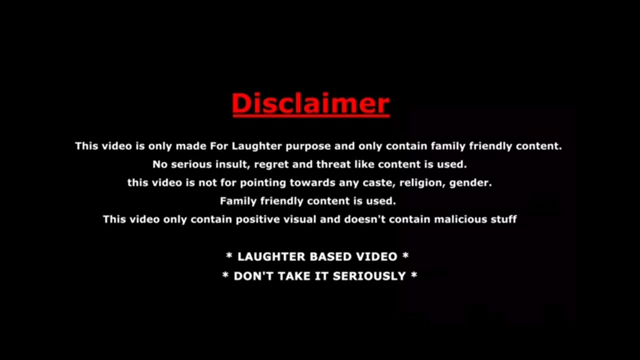 Disclaimer
This video is only made For Laughter purpose and only contain family friendly content.
No serious insult, regret and threat like content is used.
this video is not for pointing towards any caste, religion, gender.
Family friendly content is used.
This video only contain positive visual and doesn't contain malicious stuff
* LAUGHTER BASED VIDEO *
* DON'T TAKE IT SERIOUSLY *